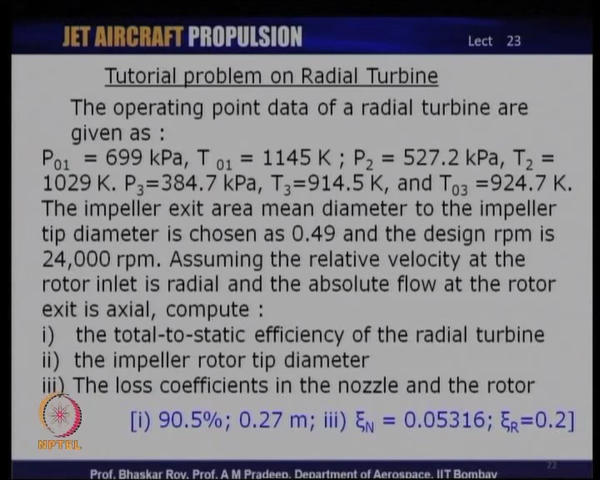 JET AIRCRAFT PROPULSION Lect 23
Tutorial problem on Radial Turbine
The operating point data of a radial turbine are
given as :
P01 = 699 kPa, T 01 = 1145 K ; P2 = 527.2 kPa, T2 =
1029 K. P3=384.7 kPa, T3=914.5 K, and T03 =924.7 K.
The impeller exit area mean diameter to the impeller
tip diameter is chosen as 0.49 and the design rpm is
24,000 rpm. Assuming the relative velocity at the
rotor inlet is radial and the absolute flow at the rotor
exit is axial, compute :
i) the total-to-static efficiency of the radial turbine
ii) the impeller rotor tip diameter
iii) The loss coefficients in the nozzle and the rotor
[i) 90.5%; 0.27 m; iii) ξN = 0.05316; ξR=0.2]
NPTEL
22
Prof. Bhaskar Roy, Prof. A M Pradeep, Department of Aerospace, IIT Bombay